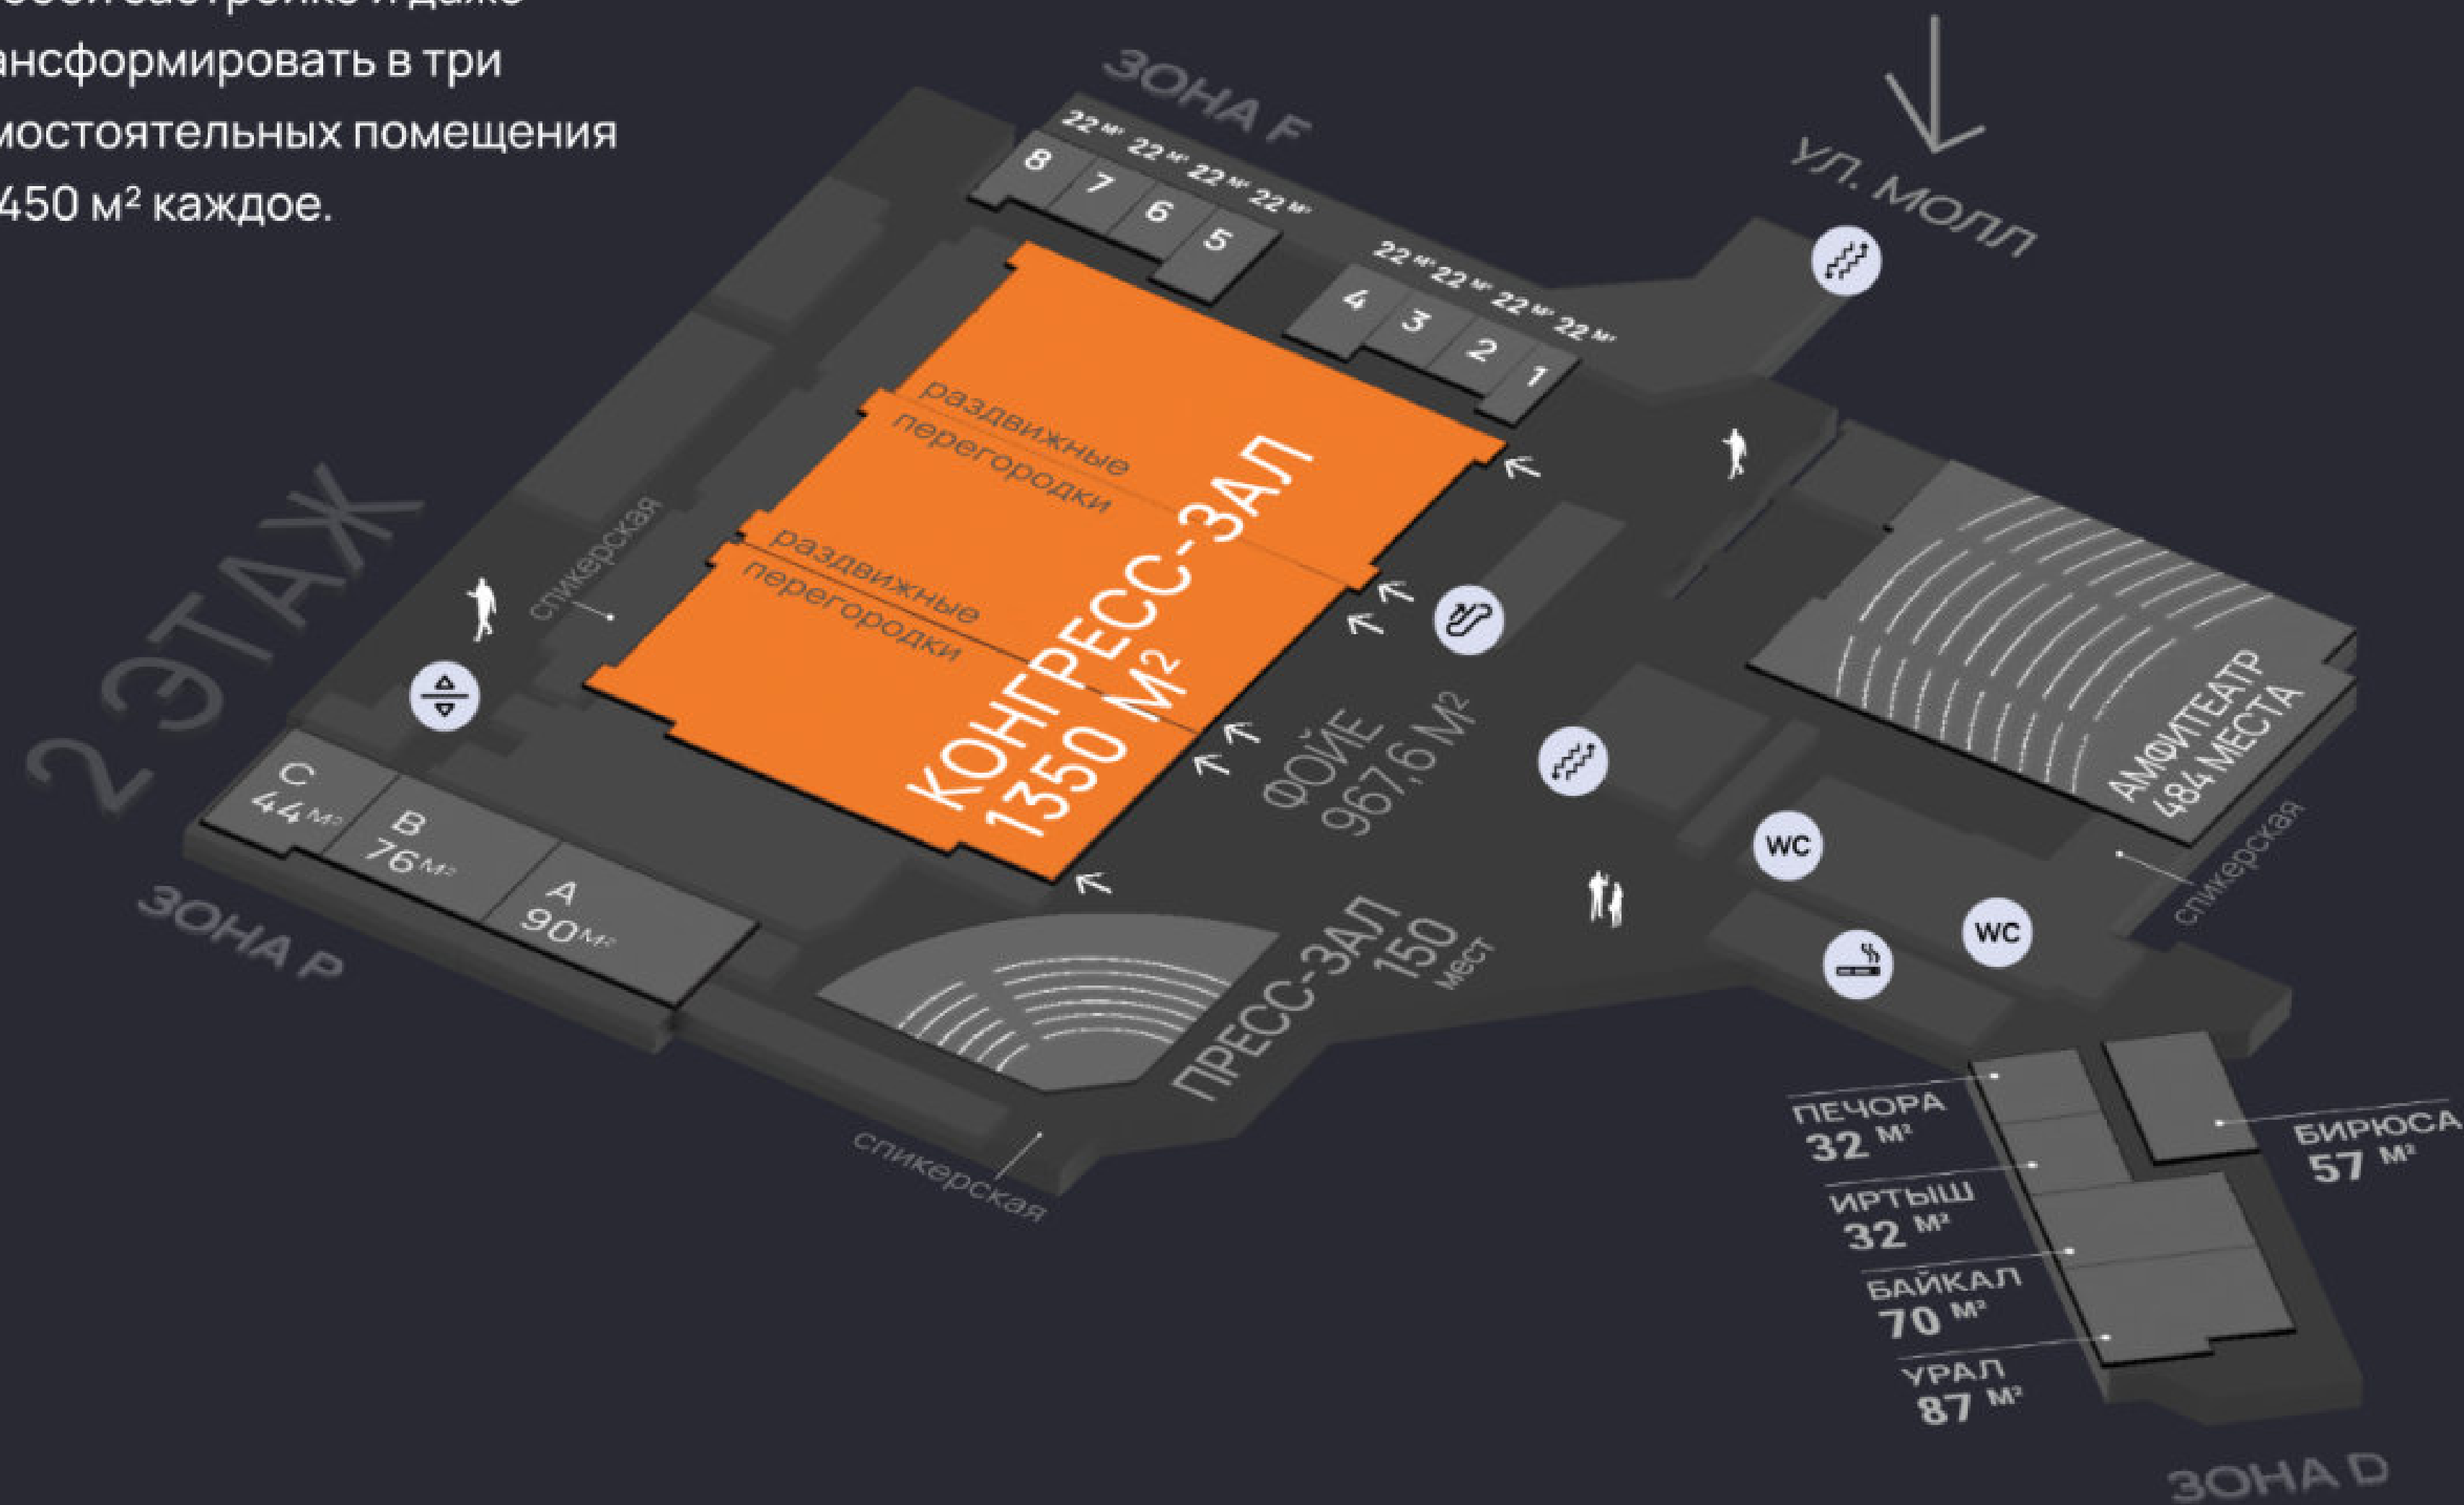 ансформировать в три
мостоятельных помещения
450 м² каждое.
ЗОНА F
22 м² 22 м² 22 м² 22 м²
8 7 6 5
22 м² 22 м² 22 м² 22 м²
4 3 2 1
УЛ. МОЛЛ
раздвижные
перегородки
раздвижные
перегородки
КОНГРЕСС-ЗАЛ
1350 М²
2 ЭТАЖ
спикерская
ФОЙЕ
967,6 М²
АМФИТЕАТР
484 МЕСТА
спикерская
WC
WC
C
44 М²
B
76 М²
A
90 М²
ЗОНА P
ПРЕСС-ЗАЛ
150
мест
спикерская
ПЕЧОРА
32 М²
ИРТЫШ
32 М²
БАЙКАЛ
70 М²
УРАЛ
87 М²
БИРЮСА
57 М²
ЗОНА D